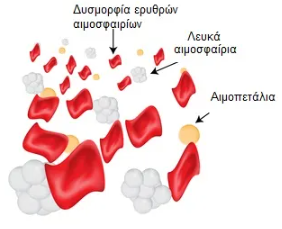 Δυσμορφία ερυθρών
αιμοσφαιρίων
Λευκά
αιμοσφαίρια
Αιμοπετάλια